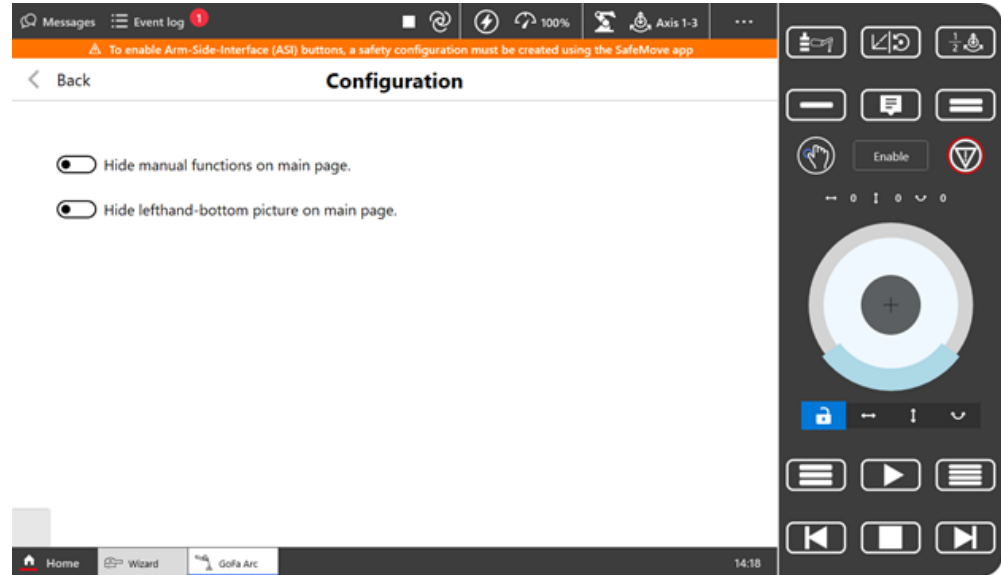 Messages Event log 1 100% Axis 1-3 ...
To enable Arm-Side-Interface (ASI) buttons, a safety configuration must be created using the SafeMove app
Back Configuration
Hide manual functions on main page.
Hide lefthand-bottom picture on main page.
Home Wizard GoFa Arc 14:18
1/2
Enable
0 0 0